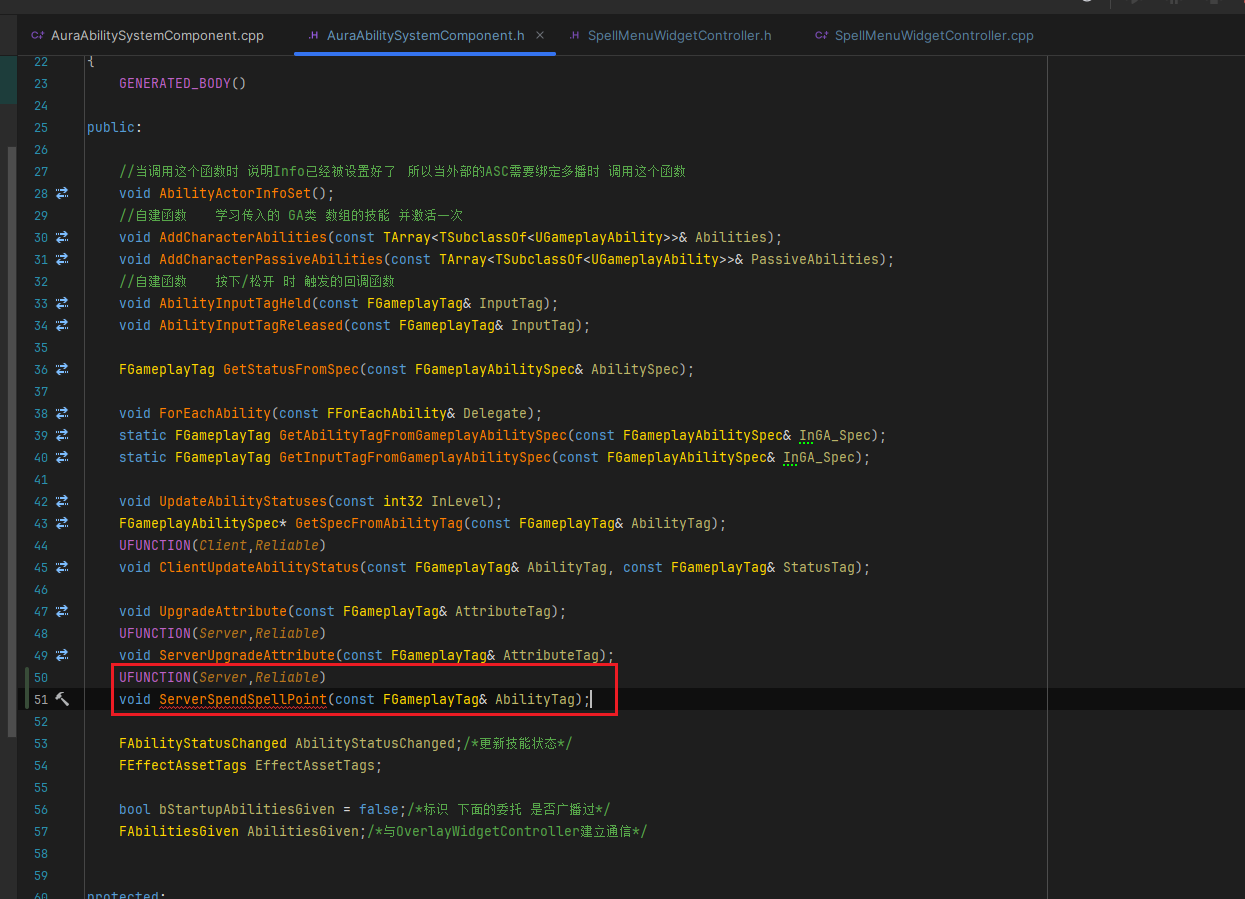 AuraAbilitySystemComponent.cpp
AuraAbilitySystemComponent.h
SpellMenuWidgetController.h
SpellMenuWidgetController.cpp
22 {
23 GENERATED_BODY()
24
25 public:
26
27 //当调用这个函数时 说明Info已经被设置好了 所以当外部的ASC需要绑定多播时 调用这个函数
28 void AbilityActorInfoSet();
29 //自建函数 学习传入的 GA类 数组的技能 并激活一次
30 void AddCharacterAbilities(const TArray<TSubclassOf<UGameplayAbility>>& Abilities);
31 void AddCharacterPassiveAbilities(const TArray<TSubclassOf<UGameplayAbility>>& PassiveAbilities);
32 //自建函数 按下/松开 时 触发的回调函数
33 void AbilityInputTagHeld(const FGameplayTag& InputTag);
34 void AbilityInputTagReleased(const FGameplayTag& InputTag);
35
36 FGameplayTag GetStatusFromSpec(const FGameplayAbilitySpec& AbilitySpec);
37
38 void ForEachAbility(const FForEachAbility& Delegate);
39 static FGameplayTag GetAbilityTagFromGameplayAbilitySpec(const FGameplayAbilitySpec& InGA_Spec);
40 static FGameplayTag GetInputTagFromGameplayAbilitySpec(const FGameplayAbilitySpec& InGA_Spec);
41
42 void UpdateAbilityStatuses(const int32 InLevel);
43 FGameplayAbilitySpec* GetSpecFromAbilityTag(const FGameplayTag& AbilityTag);
44 UFUNCTION(Client,Reliable)
45 void ClientUpdateAbilityStatus(const FGameplayTag& AbilityTag, const FGameplayTag& StatusTag);
46
47 void UpgradeAttribute(const FGameplayTag& AttributeTag);
48 UFUNCTION(Server,Reliable)
49 void ServerUpgradeAttribute(const FGameplayTag& AttributeTag);
50 UFUNCTION(Server,Reliable)
51 void ServerSpendSpellPoint(const FGameplayTag& AbilityTag);
52
53 FAbilityStatusChanged AbilityStatusChanged;/*更新技能状态*/
54 FEffectAssetTags EffectAssetTags;
55
56 bool bStartupAbilitiesGiven = false;/*标识 下面的委托 是否广播过*/
57 FAbilitiesGiven AbilitiesGiven;/*与OverlayWidgetController建立通信*/
58
59
60 protected: